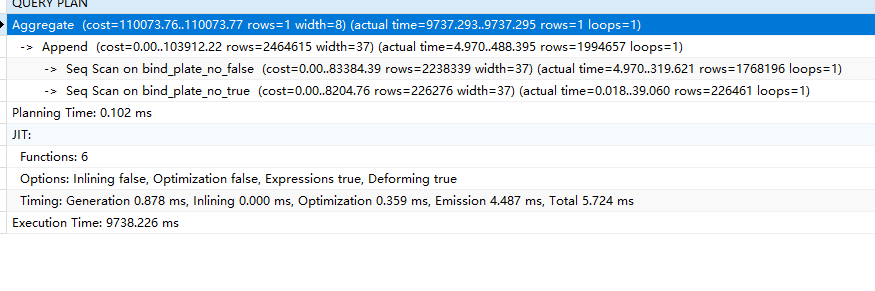 QUERY PLAN
Aggregate (cost=110073.76..110073.77 rows=1 width=8) (actual time=9737.293..9737.295 rows=1 loops=1)
-> Append (cost=0.00..103912.22 rows=2464615 width=37) (actual time=4.970..488.395 rows=1994657 loops=1)
-> Seq Scan on bind_plate_no_false (cost=0.00..83384.39 rows=2238339 width=37) (actual time=4.970..319.621 rows=1768196 loops=1)
-> Seq Scan on bind_plate_no_true (cost=0.00..8204.76 rows=226276 width=37) (actual time=0.018..39.060 rows=226461 loops=1)
Planning Time: 0.102 ms
JIT:
Functions: 6
Options: Inlining false, Optimization false, Expressions true, Deforming true
Timing: Generation 0.878 ms, Inlining 0.000 ms, Optimization 0.359 ms, Emission 4.487 ms, Total 5.724 ms
Execution Time: 9738.226 ms